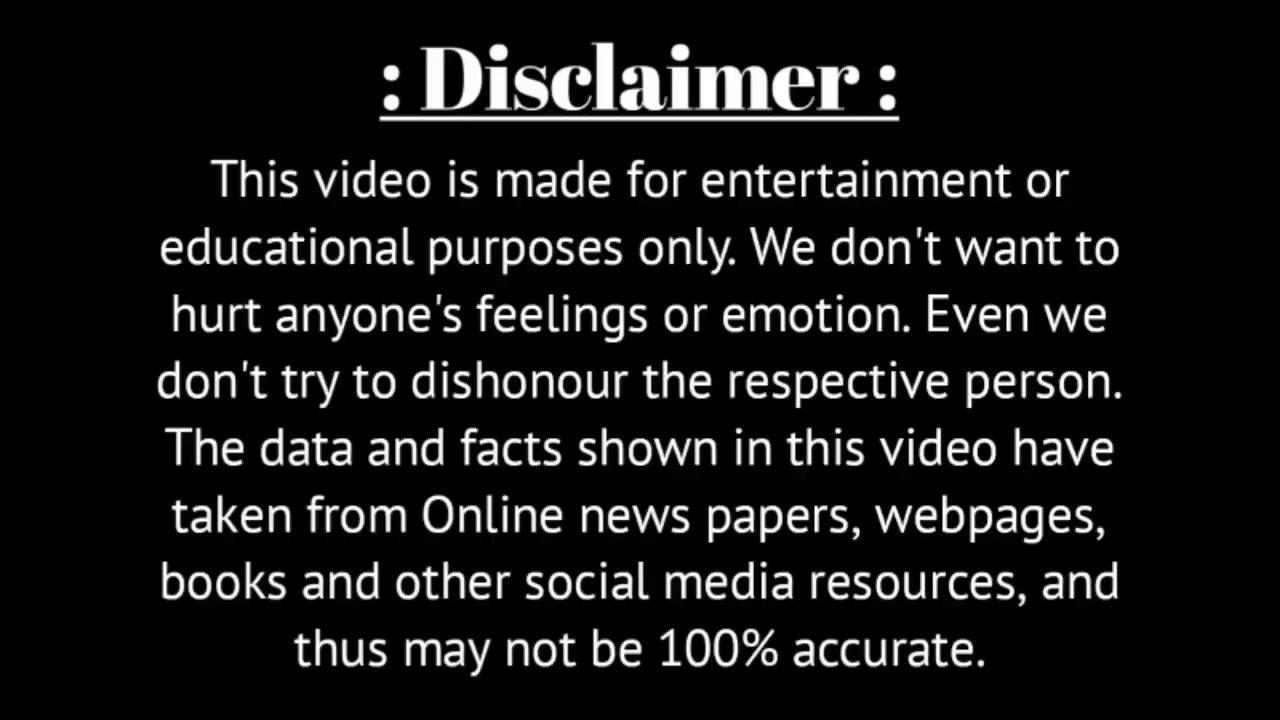 : Disclaimer :
This video is made for entertainment or
educational purposes only. We don't want to
hurt anyone's feelings or emotion. Even we
don't try to dishonour the respective person.
The data and facts shown in this video have
taken from Online news papers, webpages,
books and other social media resources, and
thus may not be 100% accurate.